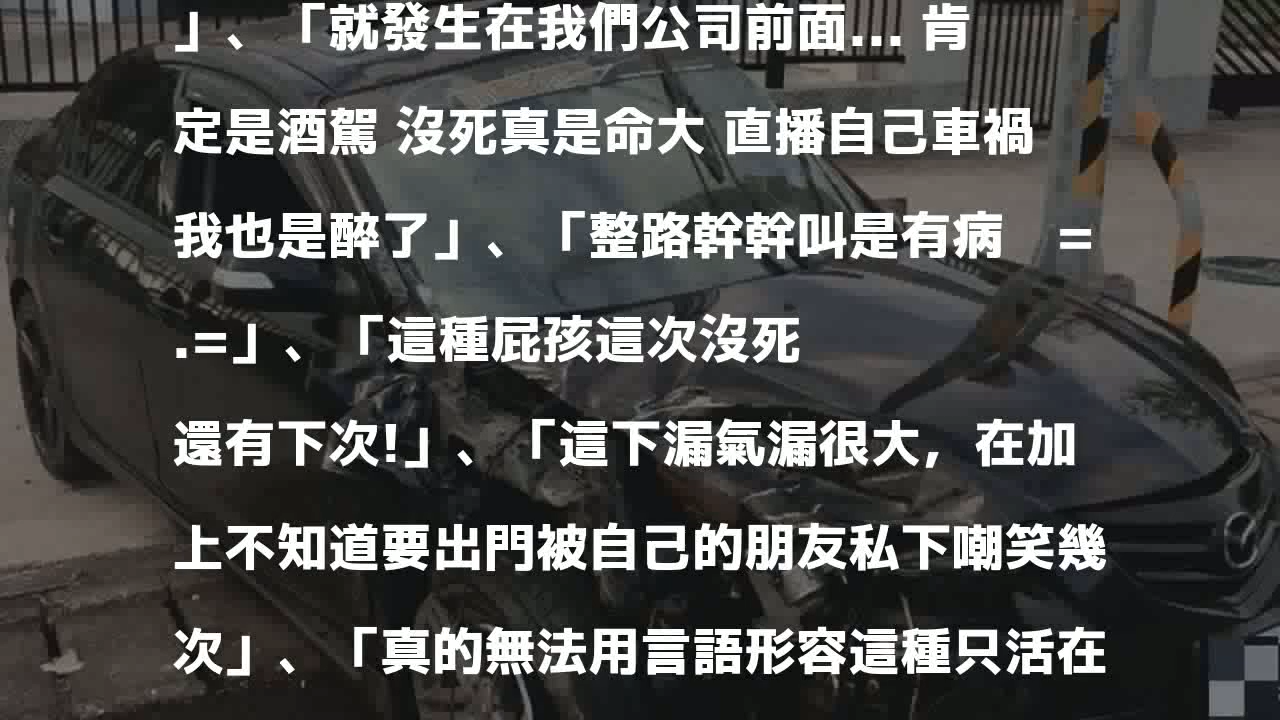 」、「就發生在我們公司前面... 肯
定是酒駕 沒死真是命大 直播自己車禍
我也是醉了」、「整路幹幹叫是有病　=
.=」、「這種屁孩這次沒死
還有下次!」、「這下漏氣漏很大，在加
上不知道要出門被自己的朋友私下嘲笑幾
次」、「真的無法用言語形容這種只活在